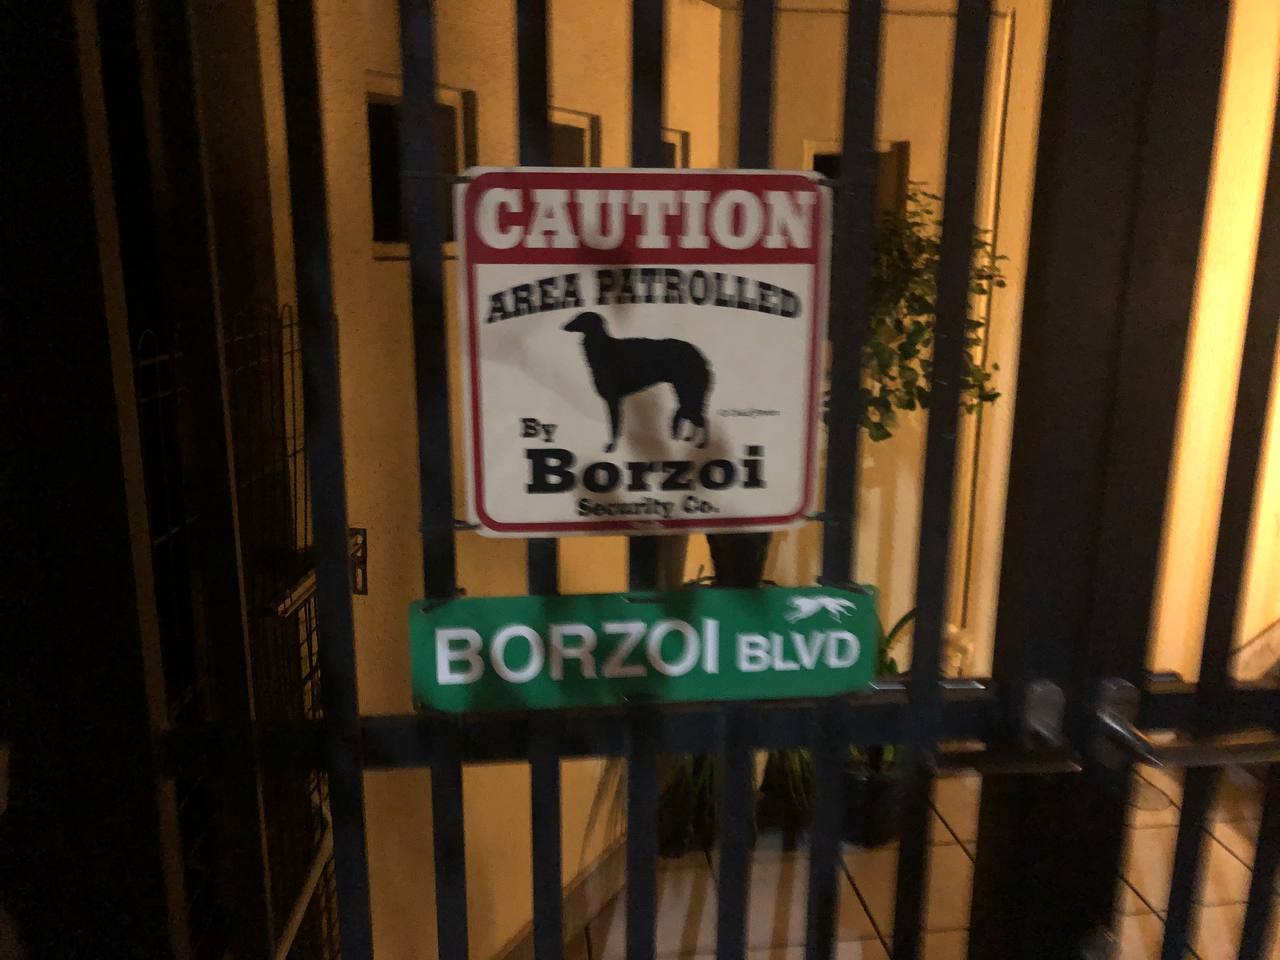 CAUTION
AREA PATROLLED
By
Borzoi
Security Co.
BORZOI BLVD